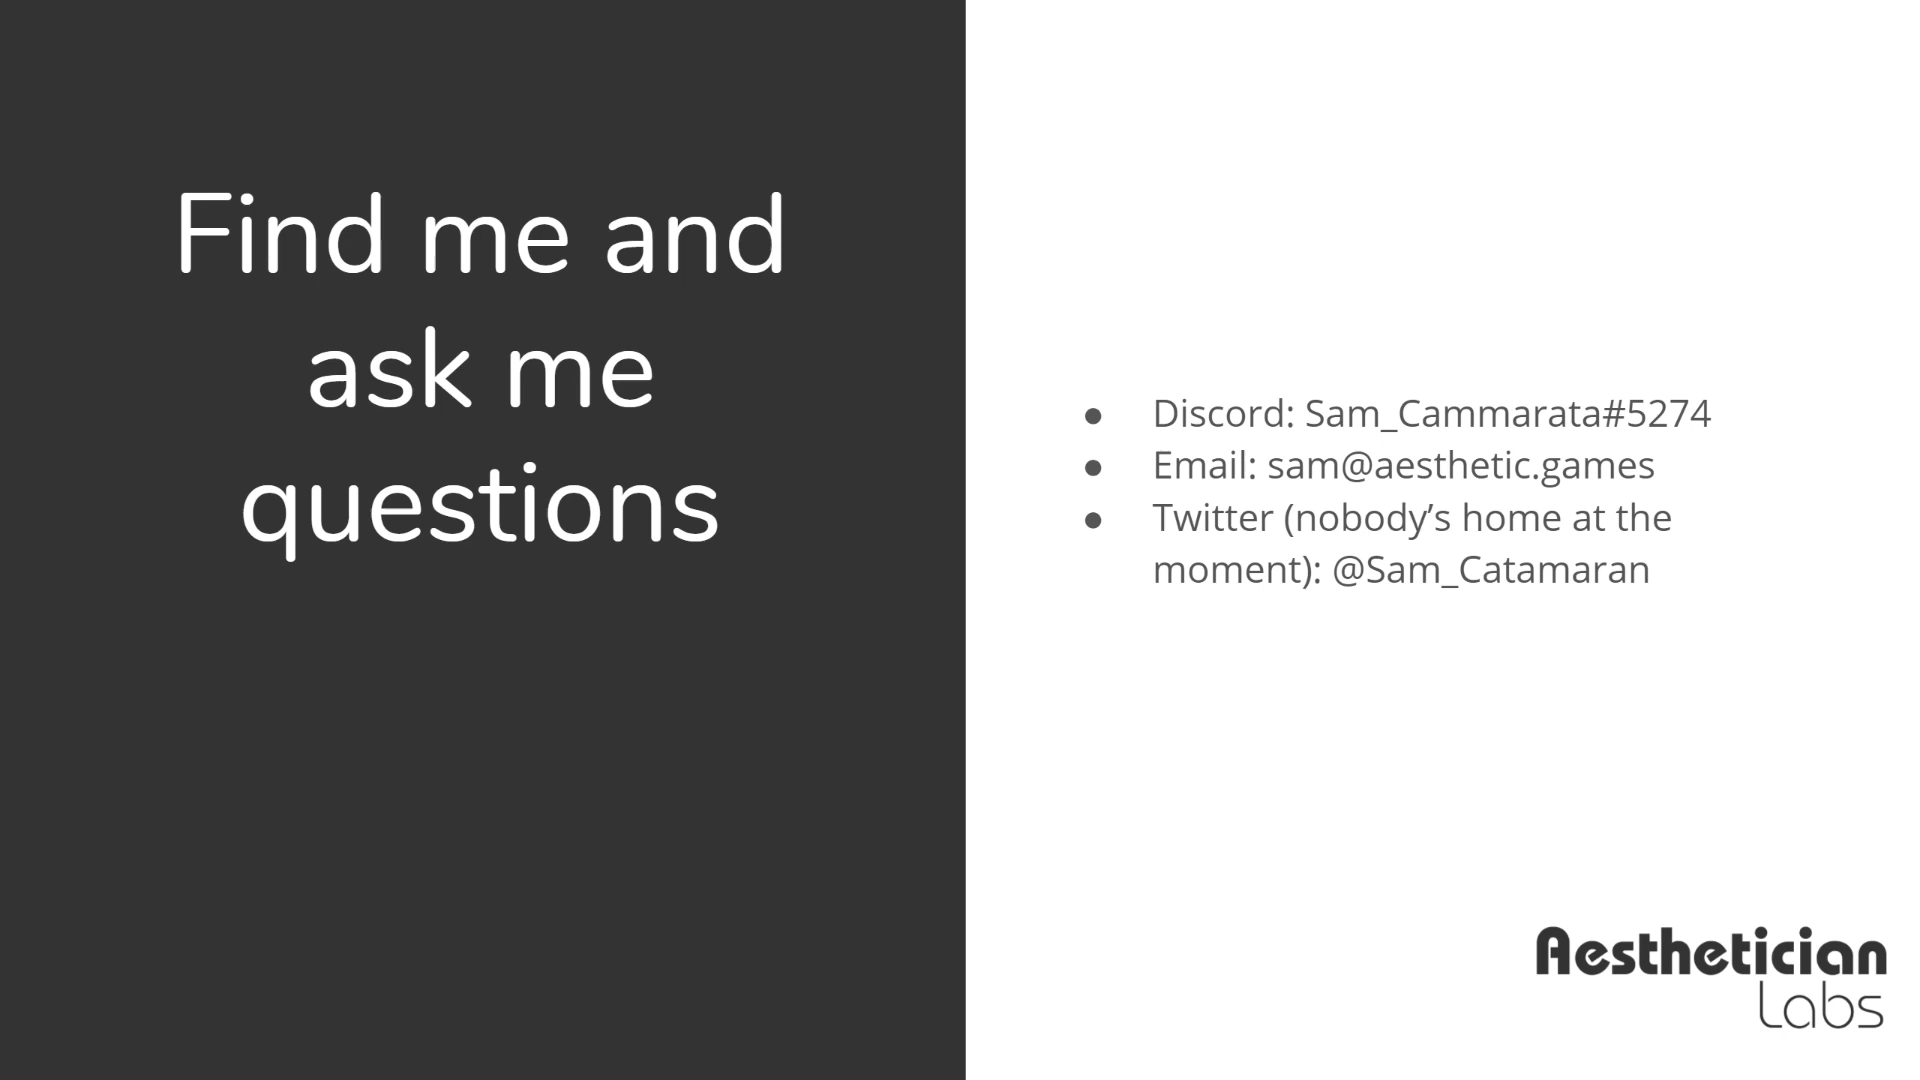 Find me and
ask me
questions
● Discord: Sam_Cammarata#5274
● Email: sam@aesthetic.games
● Twitter (nobody’s home at the
moment): @Sam_Catamaran
Aesthetician
Labs